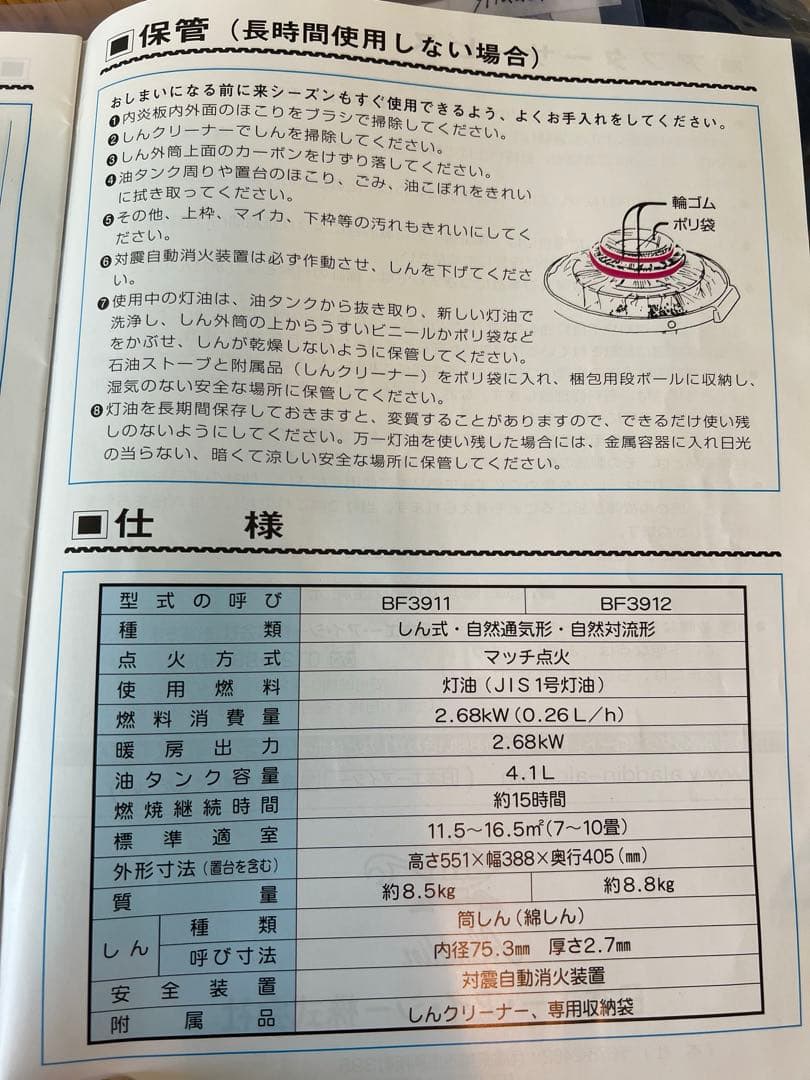 ■保管（長時間使用しない場合）
おしまいになる前に来シーズンもすぐ使用できるよう、よくお手入れをしてください。
❶内炎板内外面のほこりをブラシで掃除してください。
❷しんクリーナーでしんを掃除してください。
❸しん外筒上面のカーボンをけずり落してください。
❹油タンク周りや置台のほこり、ごみ、油こぼれをきれい
に拭き取ってください。
❺その他、上枠、マイカ、下枠等の汚れもきれいにしてく
ださい。
❻対震自動消火装置は必ず作動させ、しんを下げてくださ
い。
❼使用中の灯油は、油タンクから抜き取り、新しい灯油で
洗浄し、しん外筒の上からうすいビニールかポリ袋など
をかぶせ、しんが乾燥しないように保管してください。
石油ストーブと附属品（しんクリーナー）をポリ袋に入れ、梱包用段ボールに収納し、
湿気のない安全な場所に保管してください。
❽灯油を長期間保存しておきますと、変質することがありますので、できるだけ使い残
しのないようにしてください。万一灯油を使い残した場合には、金属容器に入れ日光
の当らない、暗くて涼しい安全な場所に保管してください。
輪ゴム
ポリ袋
■仕様
型式の呼び BF3911 BF3912
種類 しん式・自然通気形・自然対流形
点火方式 マッチ点火
使用燃料 灯油（JIS1号灯油）
燃料消費量 2.68kW（0.26L/h）
暖房出力 2.68kW
油タンク容量 4.1L
燃焼継続時間 約15時間
標準適室 11.5～16.5㎡（7～10畳）
外形寸法（置台を含む） 高さ551×幅388×奥行405（㎜）
質量 約8.5kg 約8.8kg
しん 種類 筒しん（綿しん）
呼び寸法 内径75.3㎜ 厚さ2.7㎜
安全装置 対震自動消火装置
附属品 しんクリーナー、専用収納袋